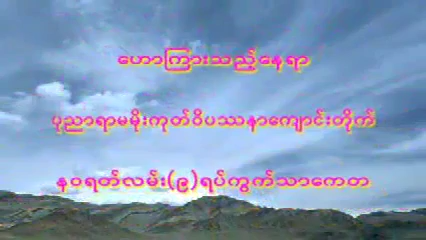 ဟောကြားသည့်နေရာ
ပုညာရာမမိုးကုတ်ဝိပဿနာကျောင်းတိုက်
နဝရတ်လမ်း(၉)ရပ်ကွက်သာကေတ